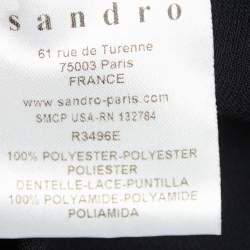 sandro
61 rue de Turenne
75003 Paris
FRANCE
www.sandro-paris.com
SMCP USA-RN 132784
R3496E
100% POLYESTER-POLYESTER
POLIESTER
DENTELLE-LACE-PUNTILLA
100% POLYAMIDE-POLYAMIDE
POLIAMIDA